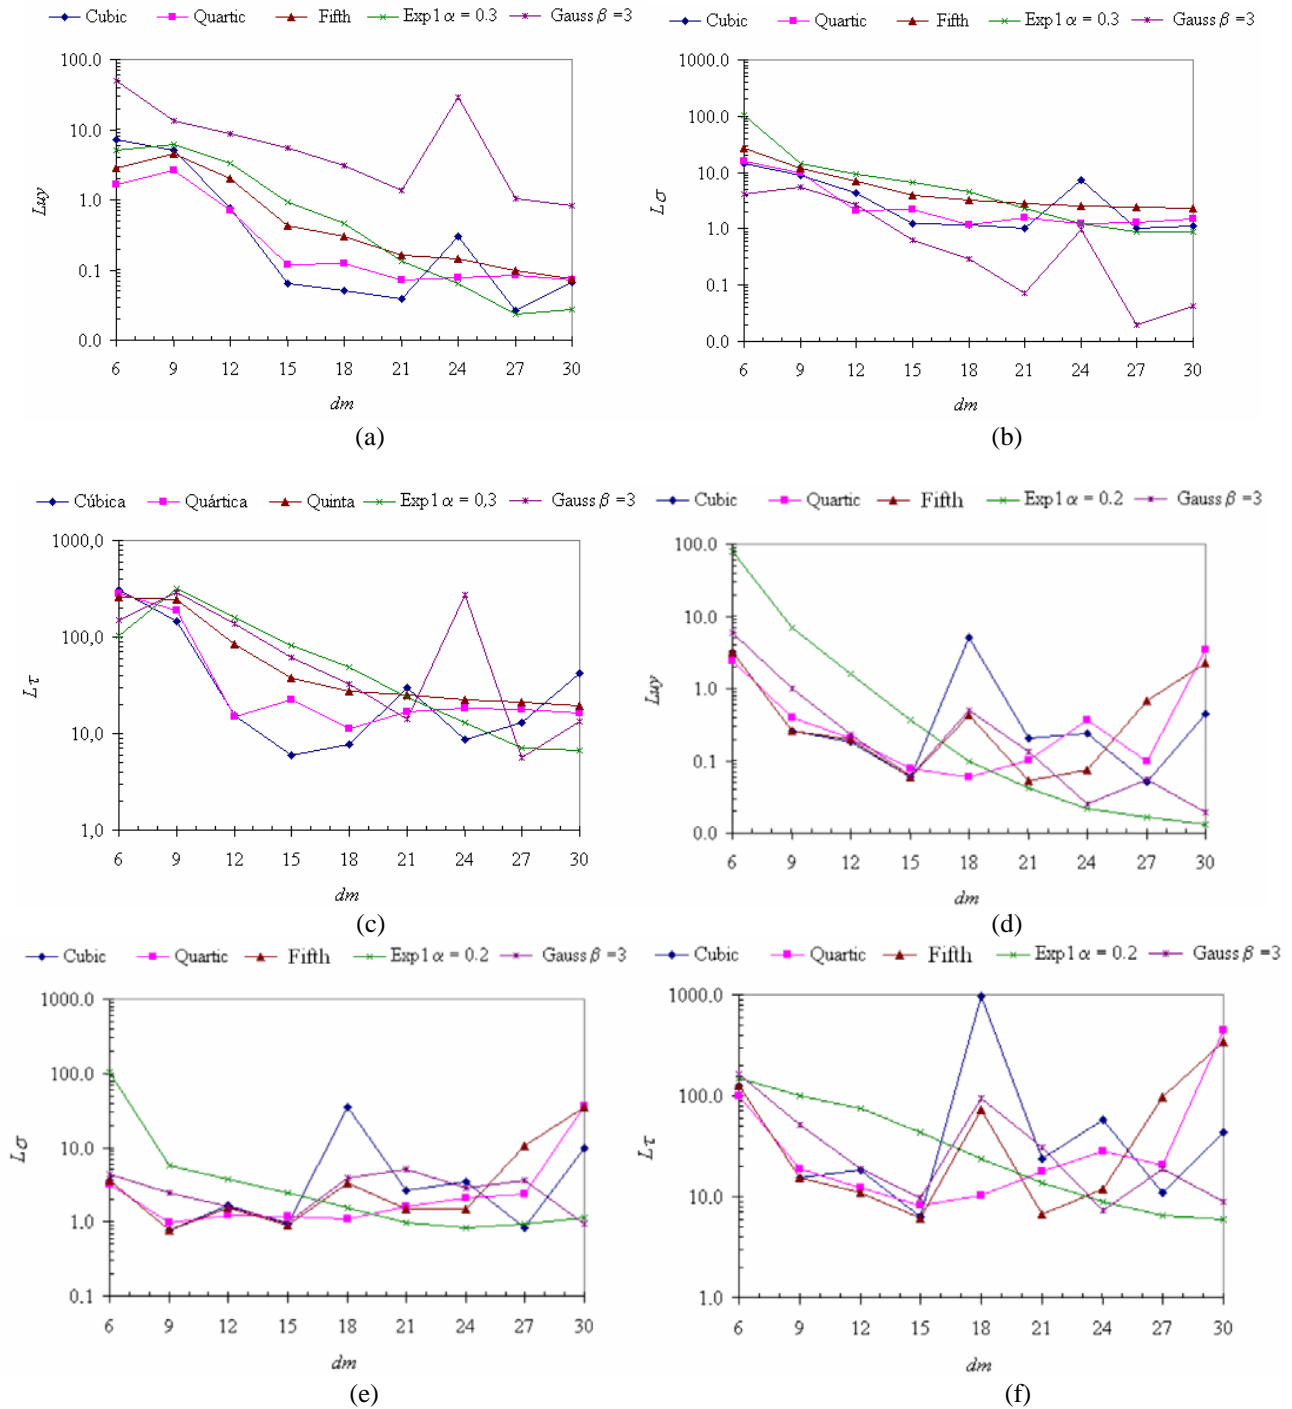 Cubic Quartic Fifth Exp1 α = 0.3 Gauss β =3
100.0
10.0
1.0
0.1
0.0
Luy
6 9 12 15 18 21 24 27 30
dm
(a)
Cubic Quartic Fifth Exp1 α = 0.3 Gauss β =3
1000.0
100.0
10.0
1.0
0.1
0.0
Lσ
6 9 12 15 18 21 24 27 30
dm
(b)
Cúbica Quártica Quinta Exp1 α = 0,3 Gauss β =3
1000,0
100,0
10,0
1,0
Lτ
6 9 12 15 18 21 24 27 30
dm
(c)
Cubic Quartic Fifth Exp1 α = 0.2 Gauss β =3
100.0
10.0
1.0
0.1
0.0
Luy
6 9 12 15 18 21 24 27 30
dm
(d)
Cubic Quartic Fifth Exp1 α = 0.2 Gauss β =3
1000.0
100.0
10.0
1.0
0.1
Lσ
6 9 12 15 18 21 24 27 30
dm
(e)
Cubic Quartic Fifth Exp1 α = 0.2 Gauss β =3
1000.0
100.0
10.0
1.0
Lτ
6 9 12 15 18 21 24 27 30
dm
(f)